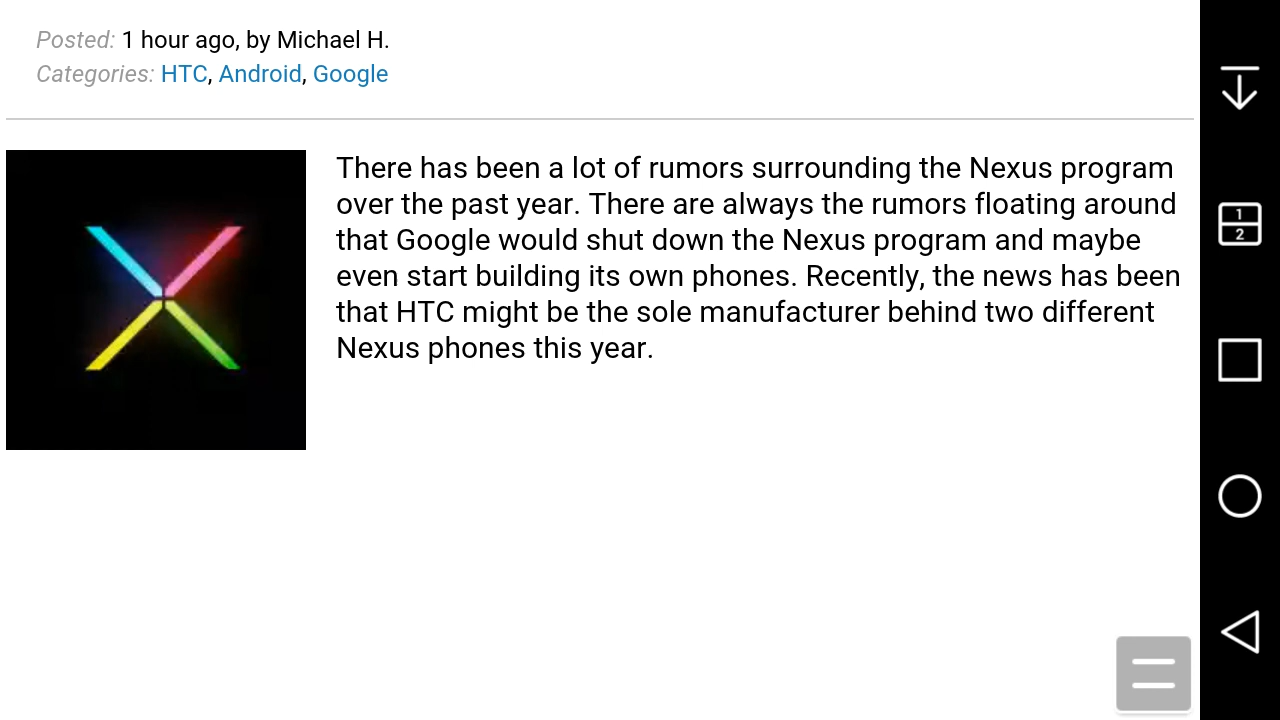 Posted: 1 hour ago, by Michael H.
Categories: HTC, Android, Google
There has been a lot of rumors surrounding the Nexus program
over the past year. There are always the rumors floating around
that Google would shut down the Nexus program and maybe
even start building its own phones. Recently, the news has been
that HTC might be the sole manufacturer behind two different
Nexus phones this year.
1
2